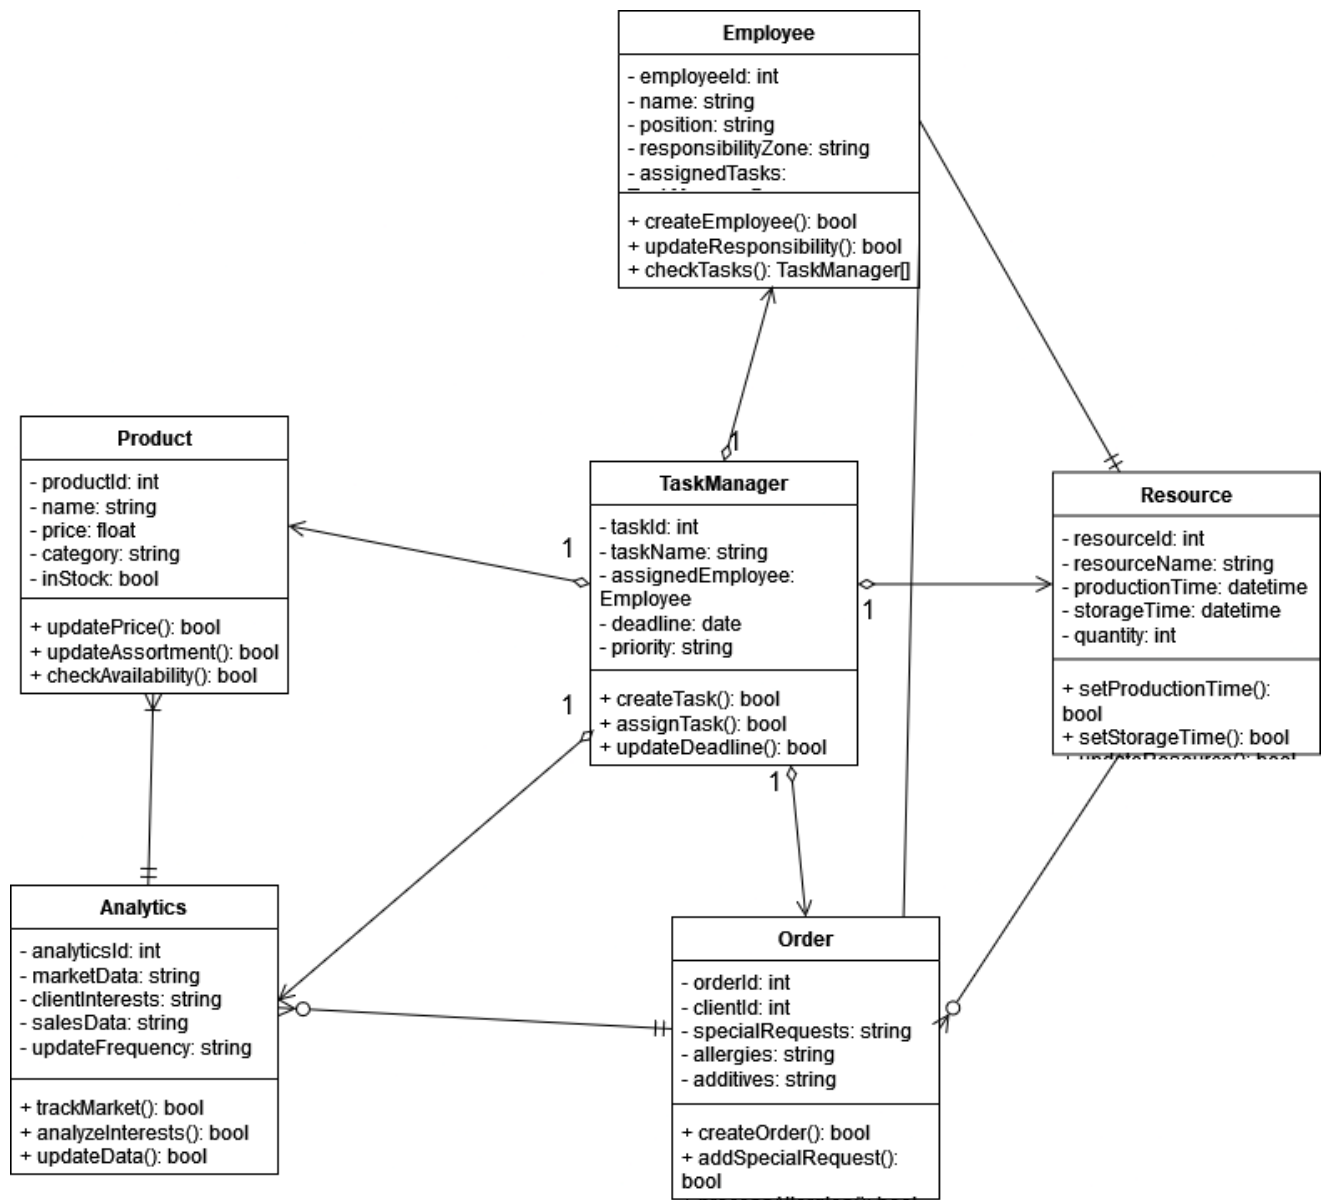 Employee
- employeeId: int
- name: string
- position: string
- responsibilityZone: string
- assignedTasks:
+ createEmployee(): bool
+ updateResponsibility(): bool
+ checkTasks(): TaskManager[]
Product
- productId: int
- name: string
- price: float
- category: string
- inStock: bool
+ updatePrice(): bool
+ updateAssortment(): bool
+ checkAvailability(): bool
1
1
1
1
1
TaskManager
- taskId: int
- taskName: string
- assignedEmployee:
Employee
- deadline: date
- priority: string
+ createTask(): bool
+ assignTask(): bool
+ updateDeadline(): bool
Resource
- resourceId: int
- resourceName: string
- productionTime: datetime
- storageTime: datetime
- quantity: int
+ setProductionTime():
bool
+ setStorageTime(): bool
+ updateResource(): bool
Analytics
- analyticsId: int
- marketData: string
- clientInterests: string
- salesData: string
- updateFrequency: string
+ trackMarket(): bool
+ analyzeInterests(): bool
+ updateData(): bool
Order
- orderId: int
- clientId: int
- specialRequests: string
- allergies: string
- additives: string
+ createOrder(): bool
+ addSpecialRequest():
bool